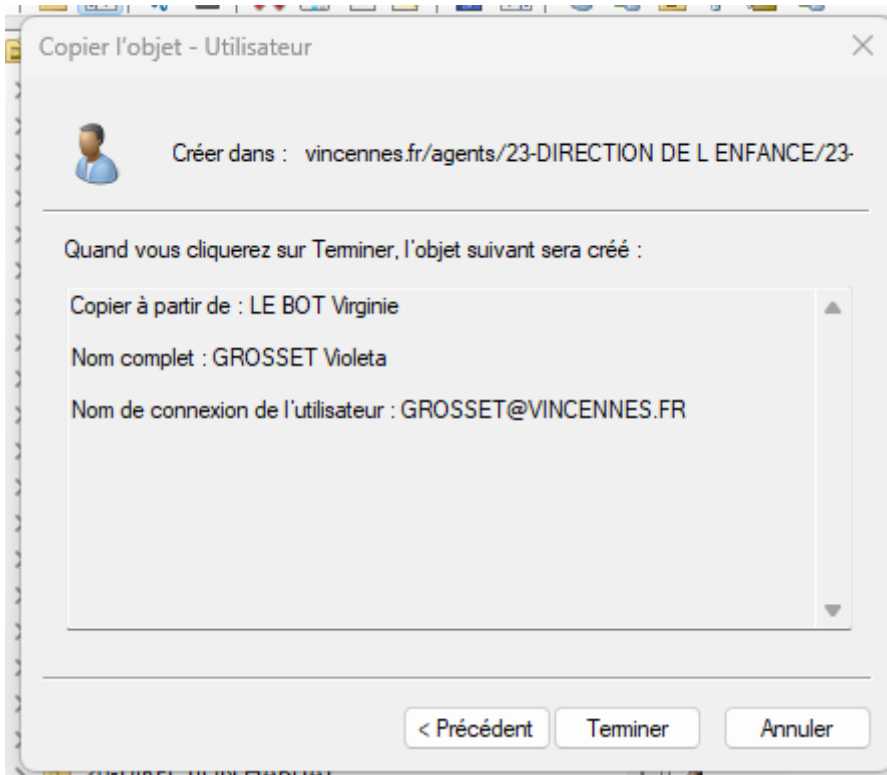 Copier l'objet - Utilisateur
Créer dans : vincennes.fr/agents/23-DIRECTION DE L ENFANCE/23-
Quand vous cliquerez sur Terminer, l'objet suivant sera créé :
Copier à partir de : LE BOT Virginie
Nom complet : GROSSET Violeta
Nom de connexion de l'utilisateur : GROSSET@VINCENNES.FR
< Précédent
Terminer
Annuler